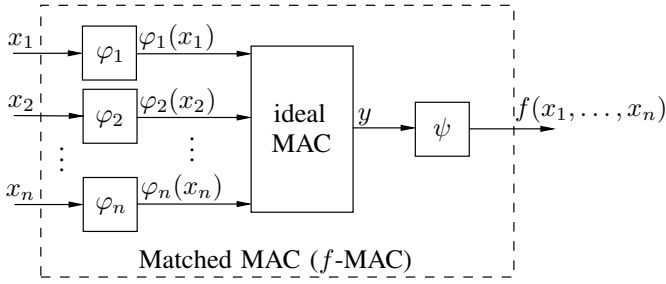 x₁ φ₁ φ₁(x₁)
x₂ φ₂ φ₂(x₂)
⋮ ⋮
xₙ φₙ φₙ(xₙ)
ideal
MAC
y ψ f(x₁, . . . , xₙ)
Matched MAC (f-MAC)